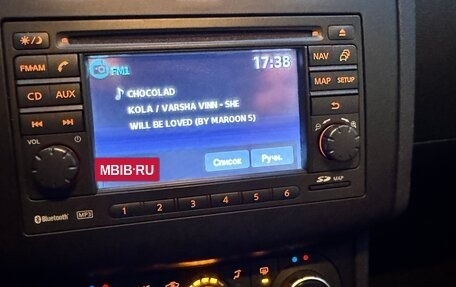 FM1
17:38
CHOCOLAD
KOLA / VARSHA VINN - SHE
WILL BE LOVED (BY MAROON 5)
Список Ручн.
FM·AM
CD AUX
VOL
NAV
MAP SETUP
MBIB·RU
Bluetooth MP3
1 2 3 4 5 6
SD MAP